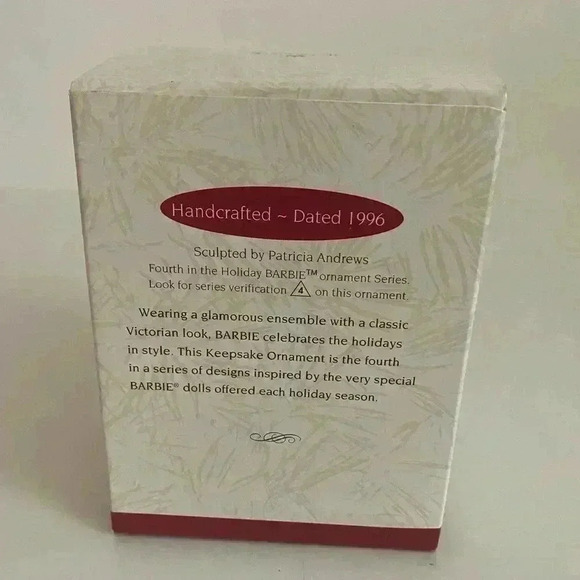 Handcrafted ~ Dated 1996
Sculpted by Patricia Andrews
Fourth in the Holiday BARBIE™ ornament Series.
Look for series verification 4 on this ornament.
Wearing a glamorous ensemble with a classic
Victorian look, BARBIE celebrates the holidays
in style. This Keepsake Ornament is the fourth
in a series of designs inspired by the very special
BARBIE® dolls offered each holiday season.